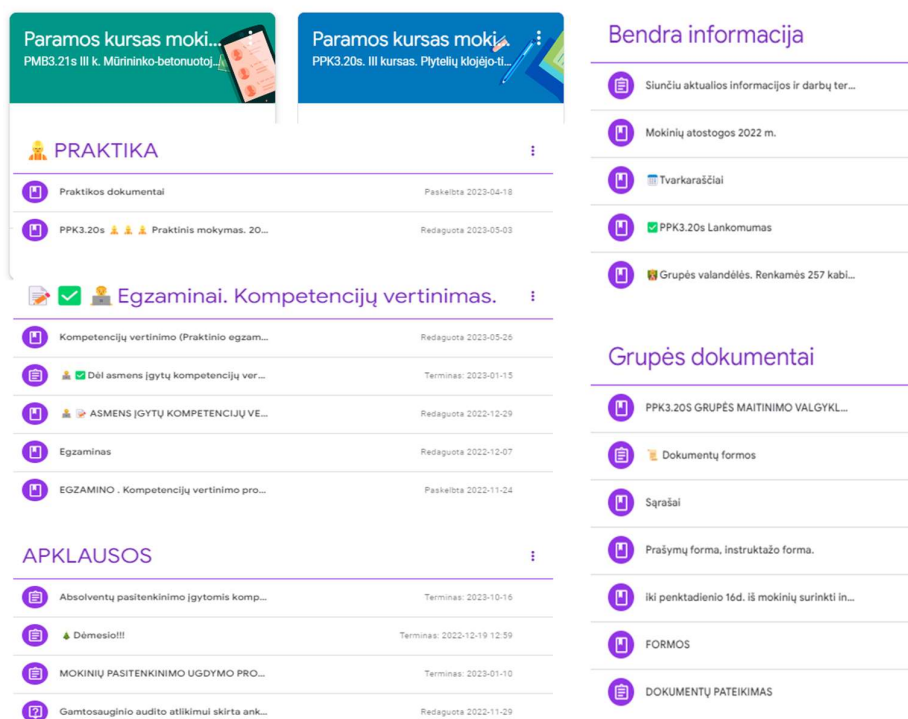 Paramos kursas moki...
PMB3.21s III k. Mūrininko-betonuotoj...
Paramos kursas moki...
PPK3.20s. III kursas. Plytelių klojėjo-ti...
PRAKTIKA
Praktikos dokumentai Paskelbta 2023-04-18
PPK3.20s Praktinis mokymas. 20... Redaguota 2023-05-03
Egzaminai. Kompetencijų vertinimas.
Kompetencijų vertinimo (Praktinio egzam... Redaguota 2023-05-26
Dėl asmens įgytų kompetencijų ver... Terminas: 2023-01-15
ASMENS ĮGYTŲ KOMPETENCIJŲ VE... Redaguota 2022-12-29
Egzaminas Redaguota 2022-12-07
EGZAMINO . Kompetencijų vertinimo pro... Paskelbta 2022-11-24
APKLAUSOS
Absolventų pasitenkinimo įgytomis komp... Terminas: 2023-10-16
Dėmesio!!! Terminas: 2022-12-19 12:59
MOKINIŲ PASITENKINIMO UGDYMO PRO... Terminas: 2023-01-10
Gamtosauginio audito atlikimui skirta ank... Redaguota 2022-11-29
Bendra informacija
Siunčiu aktualios informacijos ir darbų ter...
Mokinių atostogos 2022 m.
Tvarkaraščiai
PPK3.20s Lankomumas
Grupės valandėlės. Renkamės 257 kabi...
Grupės dokumentai
PPK3.20S GRUPĖS MAITINIMO VALGYKL...
Dokumentų formos
Sąrašai
Prašymų forma, instruktažo forma.
iki penktadienio 16d. iš mokinių surinkti in...
FORMOS
DOKUMENTŲ PATEIKIMAS